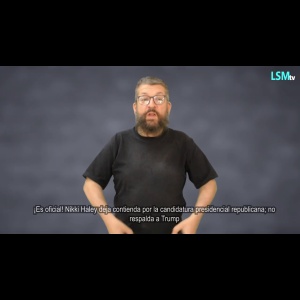 LSMtv
¡Es oficial! Nikki Haley deja contienda por la candidatura presidencial republicana; no
respalda a Trump